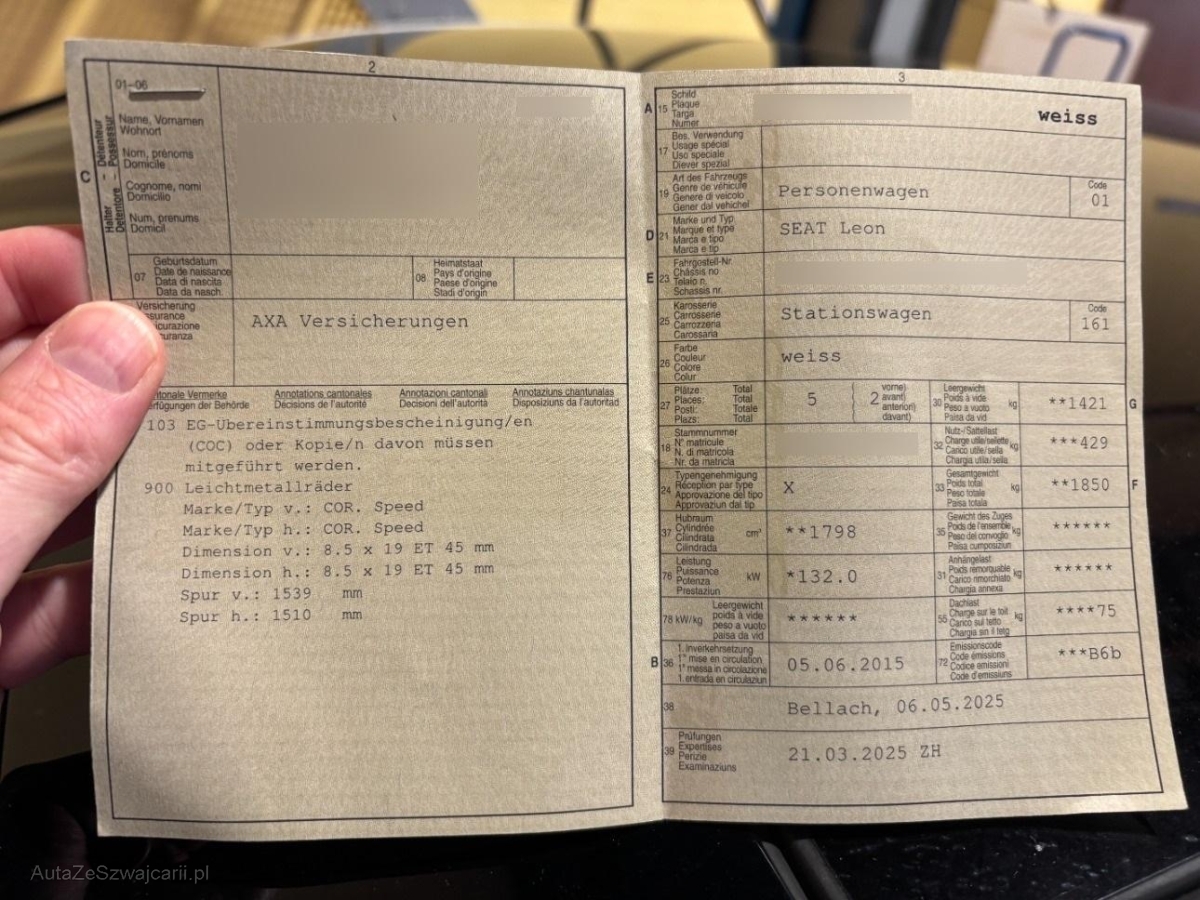 2
01–06
C
Halter Détenteur
Detentore - Possessur
Name, Vornamen
Wohnort
Nom, prénoms
Domicile
Cognome, nomi
Domicilio
Num, prenums
Domicil
07
Geburtsdatum
Date de naissance
Data di nascita
Data da nasch.
08
Heimatstaat
Pays d'origine
Paese d'origine
Stadi d'origin
Versicherung
AXA Versicherungen
Vermerke
der Behörde
Annotations cantonales
Décisions de l'autorité
Annotazioni cantonali
Decisioni dell'autorità
Annotaziuns chantunalas
Disposiziuns da l'autoritad
103 EG-Übereinstimmungsbescheinigung/en
(COC) oder Kopie/n davon müssen
mitgeführt werden.
900 Leichtmetallräder
Marke/Typ v.: COR. Speed
Marke/Typ h.: COR. Speed
Dimension v.: 8.5 x 19 ET 45 mm
Dimension h.: 8.5 x 19 ET 45 mm
Spur v.: 1539 mm
Spur h.: 1510 mm
3
A 15
Schild
Plaque
Targa
Numer
weiss
17
Bes. Verwendung
Usage spécial
Uso speciale
Diever spezial
19
Art des Fahrzeugs
Genre de véhicule
Genere di veicolo
Gener dal vehichel
Personenwagen
Code
01
D 21
Marke und Typ
Marque et type
Marca e tipo
Marca e tip
SEAT Leon
E 23
Fahrgestell-Nr.
Châssis no
Telaio n.
Schassis nr.
25
Karosserie
Carrosserie
Carrozzeria
Carossaria
Stationswagen
Code
161
26
Farbe
Couleur
Colore
Colur
weiss
27
Plätze: Total
Places: Total
Posti: Totale
Plazs: Total
5
2
vorne)
avant)
anteriori)
davant)
30
Leergewicht
Poids à vide
Peso a vuoto
Paisa da vid
kg
**1421
G
18
Stammnummer
N° matricule
N. di matricola
Nr. da matricla
32
Nutz-/Sattellast
Charge utile/sellette
Carico utile/sella
Chargia utila/sella
kg
***429
24
Typengenehmigung
Réception par type
Approvazione del tipo
Approvaziun dal tip
X
33
Gesamtgewicht
Poids total
Peso totale
Paisa totala
kg
**1850
F
37
Hubraum
Cylindrée
Cilindrata
Cilindrada
cm³
**1798
35
Gewicht des Zuges
Poids de l'ensemble
Peso del convoglio
Paisa cumposiziun
kg
******
76
Leistung
Puissance
Potenza
Prestaziun
kW
*132.0
31
Anhängelast
Poids remorquable
Carico rimorchiato
Chargia annexa
kg
******
78 kW/kg
Leergewicht
poids à vide
peso a vuoto
paisa da vid
******
55
Dachlast
Charge sur le toit
Carico sul tetto
Chargia sin il tetg
kg
****75
B 36
1. Inverkehrsetzung
1re mise en circulation
1a messa in circolazione
1. entrada en circulaziun
05.06.2015
72
Emissionscode
Code émissions
Codice emissioni
Code d'emissiuns
***B6b
38
Bellach, 06.05.2025
39
Prüfungen
Expertises
Perizie
Examinaziuns
21.03.2025 ZH
AutaZeSzwajcarii.pl